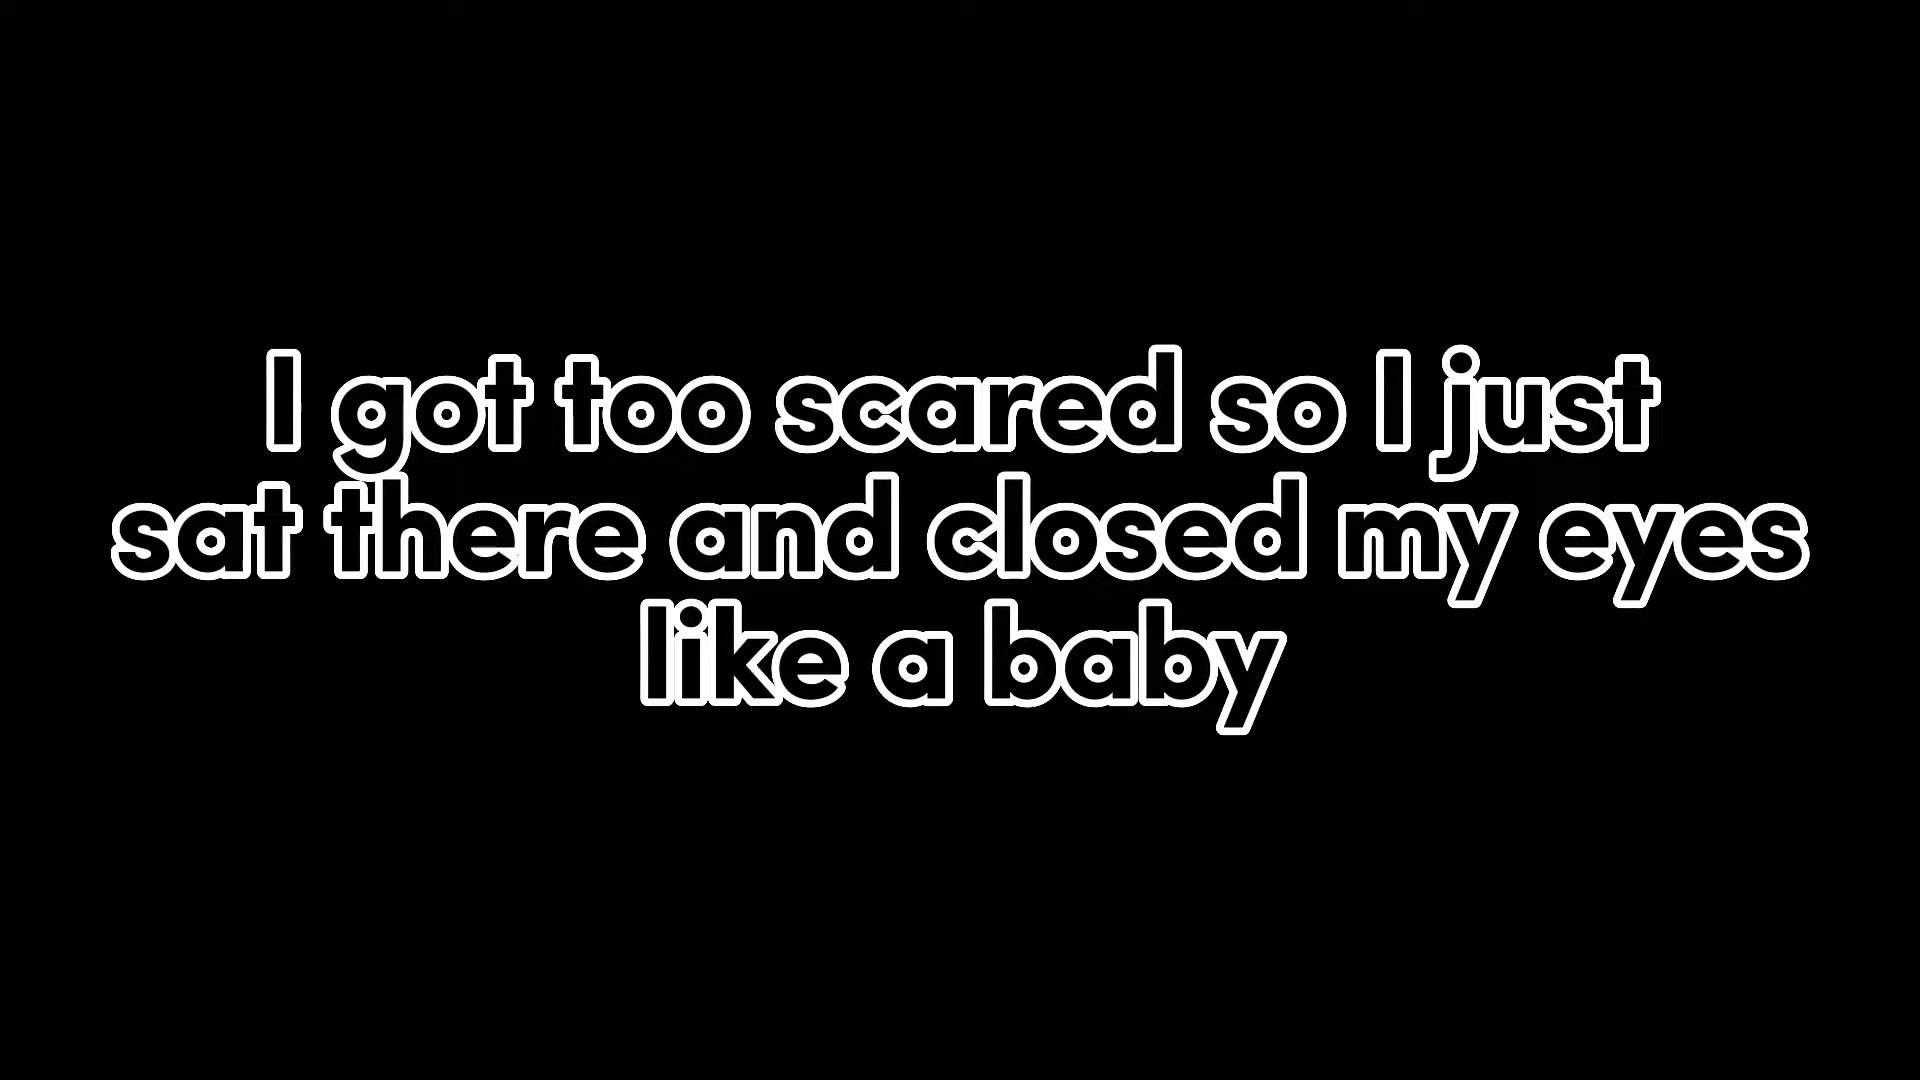 I got too scared so I just
sat there and closed my eyes
like a baby